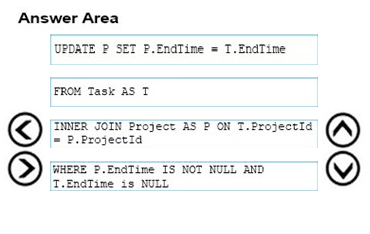 Answer Area
UPDATE P SET P.EndTime = T.EndTime
FROM Task AS T
INNER JOIN Project AS P ON T.ProjectId
= P.ProjectId
WHERE P.EndTime IS NOT NULL AND
T.EndTime is NULL